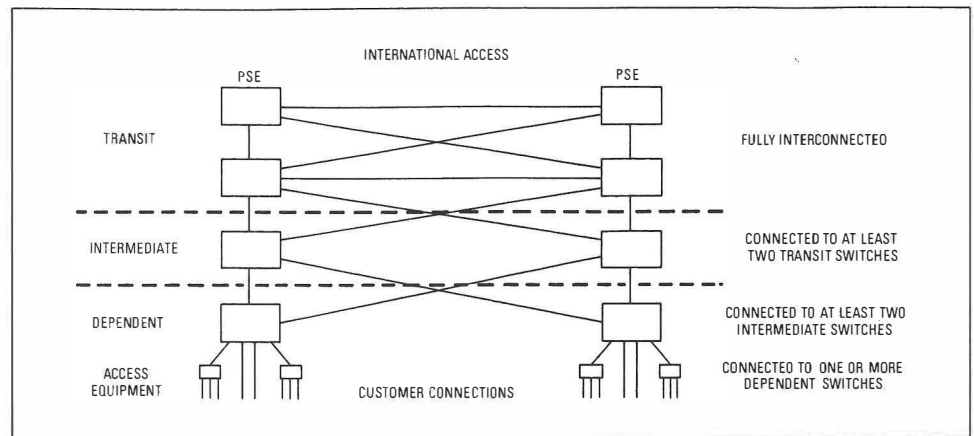 INTERNATIONAL ACCESS
PSE
PSE
TRANSIT
FULLY INTERCONNECTED
INTERMEDIATE
CONNECTED TO AT LEAST
TWO TRANSIT SWITCHES
DEPENDENT
CONNECTED TO AT LEAST TWO
INTERMEDIATE SWITCHES
ACCESS
EQUIPMENT
CUSTOMER CONNECTIONS
CONNECTED TO ONE OR MORE
DEPENDENT SWITCHES